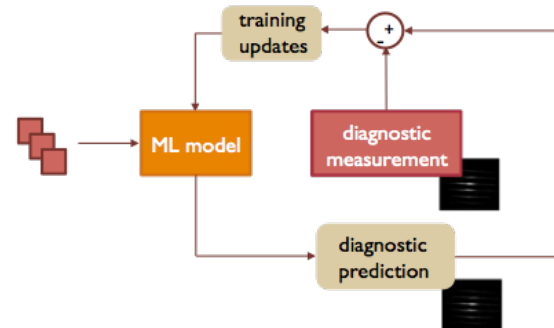 training
updates
- +
ML model
diagnostic
measurement
diagnostic
prediction